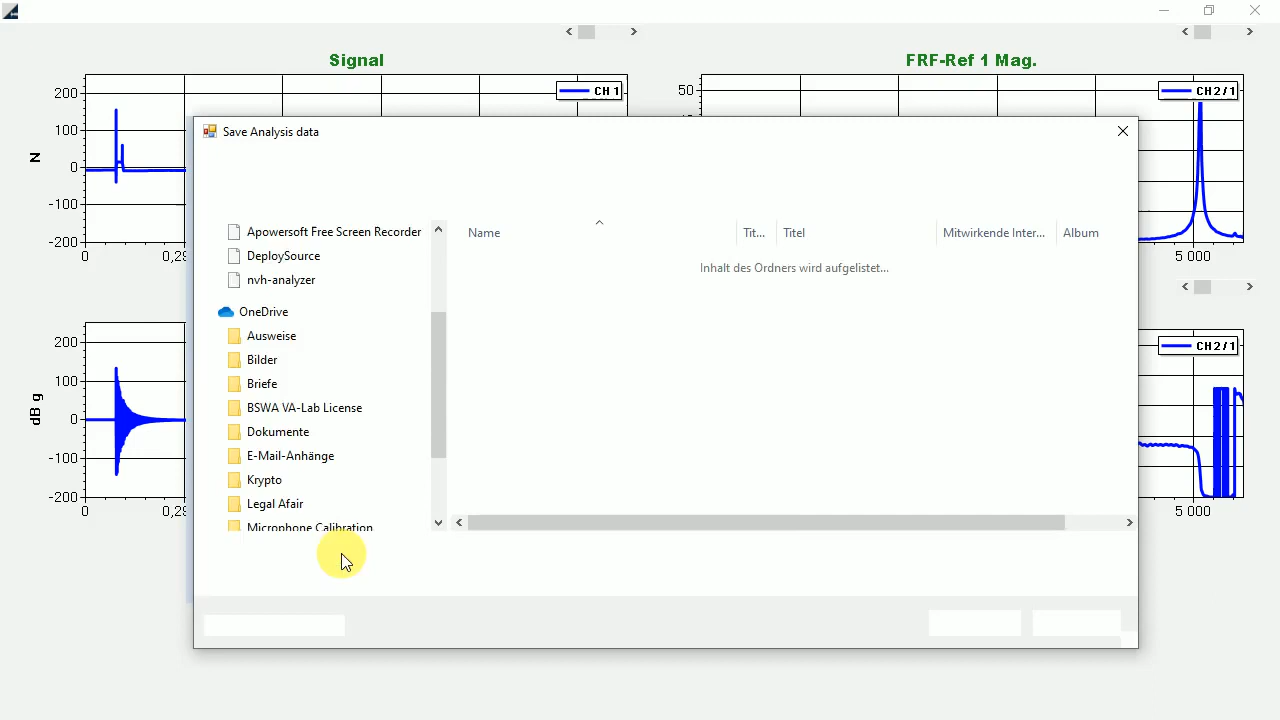 Signal
FRF-Ref 1 Mag.
200
100
0
-100
-200
N
CH 1
0
0,29
50
CH 2 / 1
5 000
Save Analysis data
Apowersoft Free Screen Recorder
DeploySource
nvh-analyzer
OneDrive
Ausweise
Bilder
Briefe
BSWA VA-Lab License
Dokumente
E-Mail-Anhänge
Krypto
Legal Afair
Microphone Calibration
Name
Tit...
Titel
Mitwirkende Inter...
Album
Inhalt des Ordners wird aufgelistet...
200
100
0
-100
-200
dB g
0
CH 2 / 1
5 000